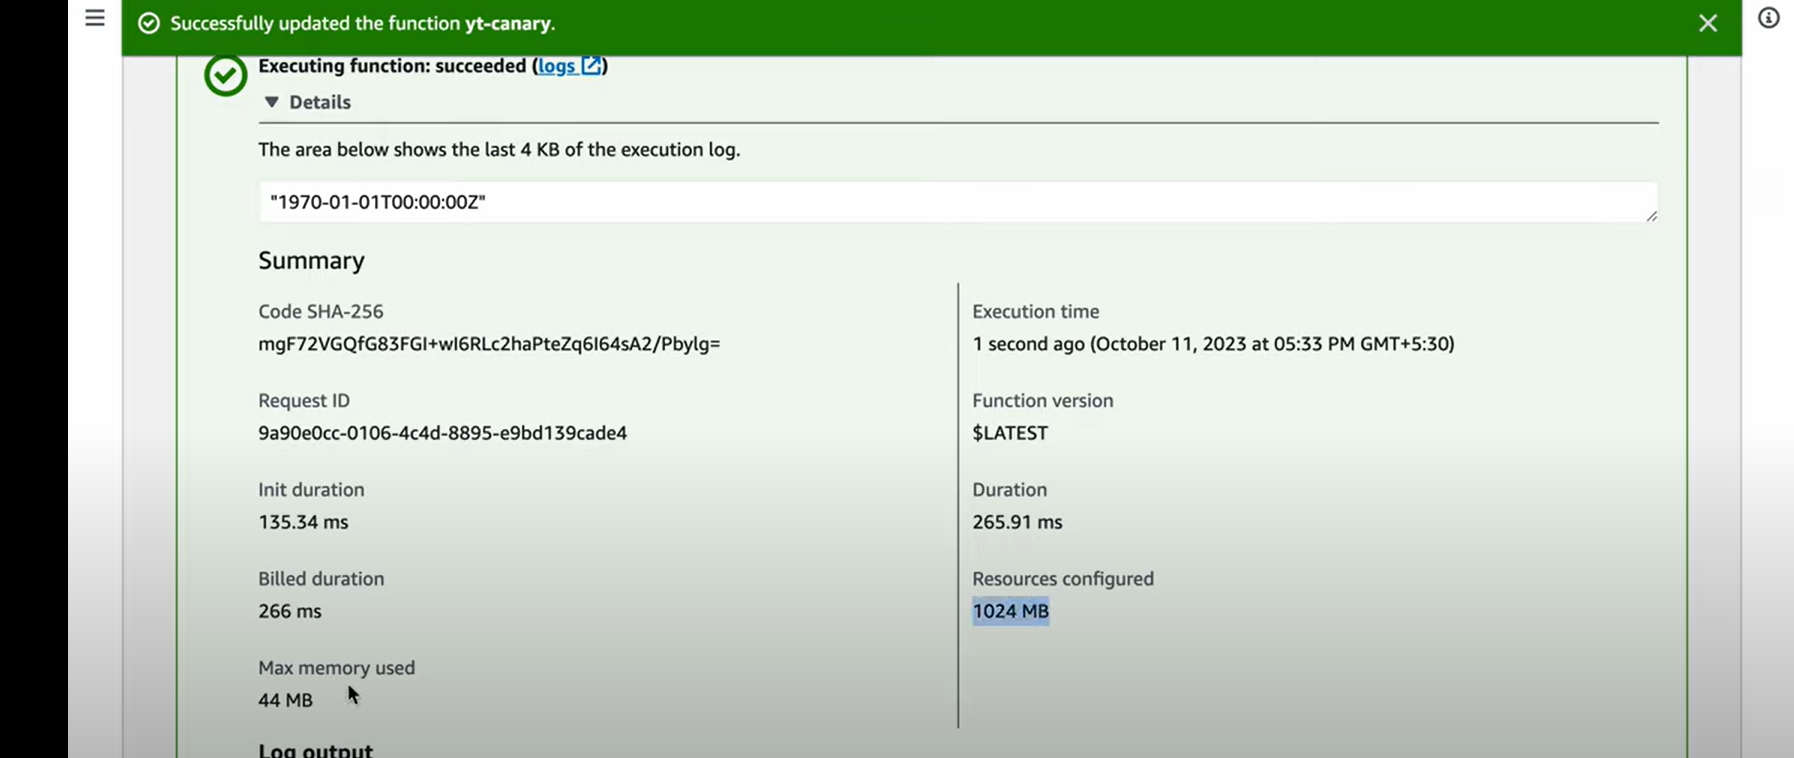 Successfully updated the function yt-canary.
Executing function: succeeded (logs)
Details
The area below shows the last 4 KB of the execution log.
"1970-01-01T00:00:00Z"
Summary
Code SHA-256
mgF72VGQfG83FGI+wI6RLc2haPteZq6I64sA2/Pbylg=
Request ID
9a90e0cc-0106-4c4d-8895-e9bd139cade4
Init duration
135.34 ms
Billed duration
266 ms
Max memory used
44 MB
Execution time
1 second ago (October 11, 2023 at 05:33 PM GMT+5:30)
Function version
$LATEST
Duration
265.91 ms
Resources configured
1024 MB
Log output